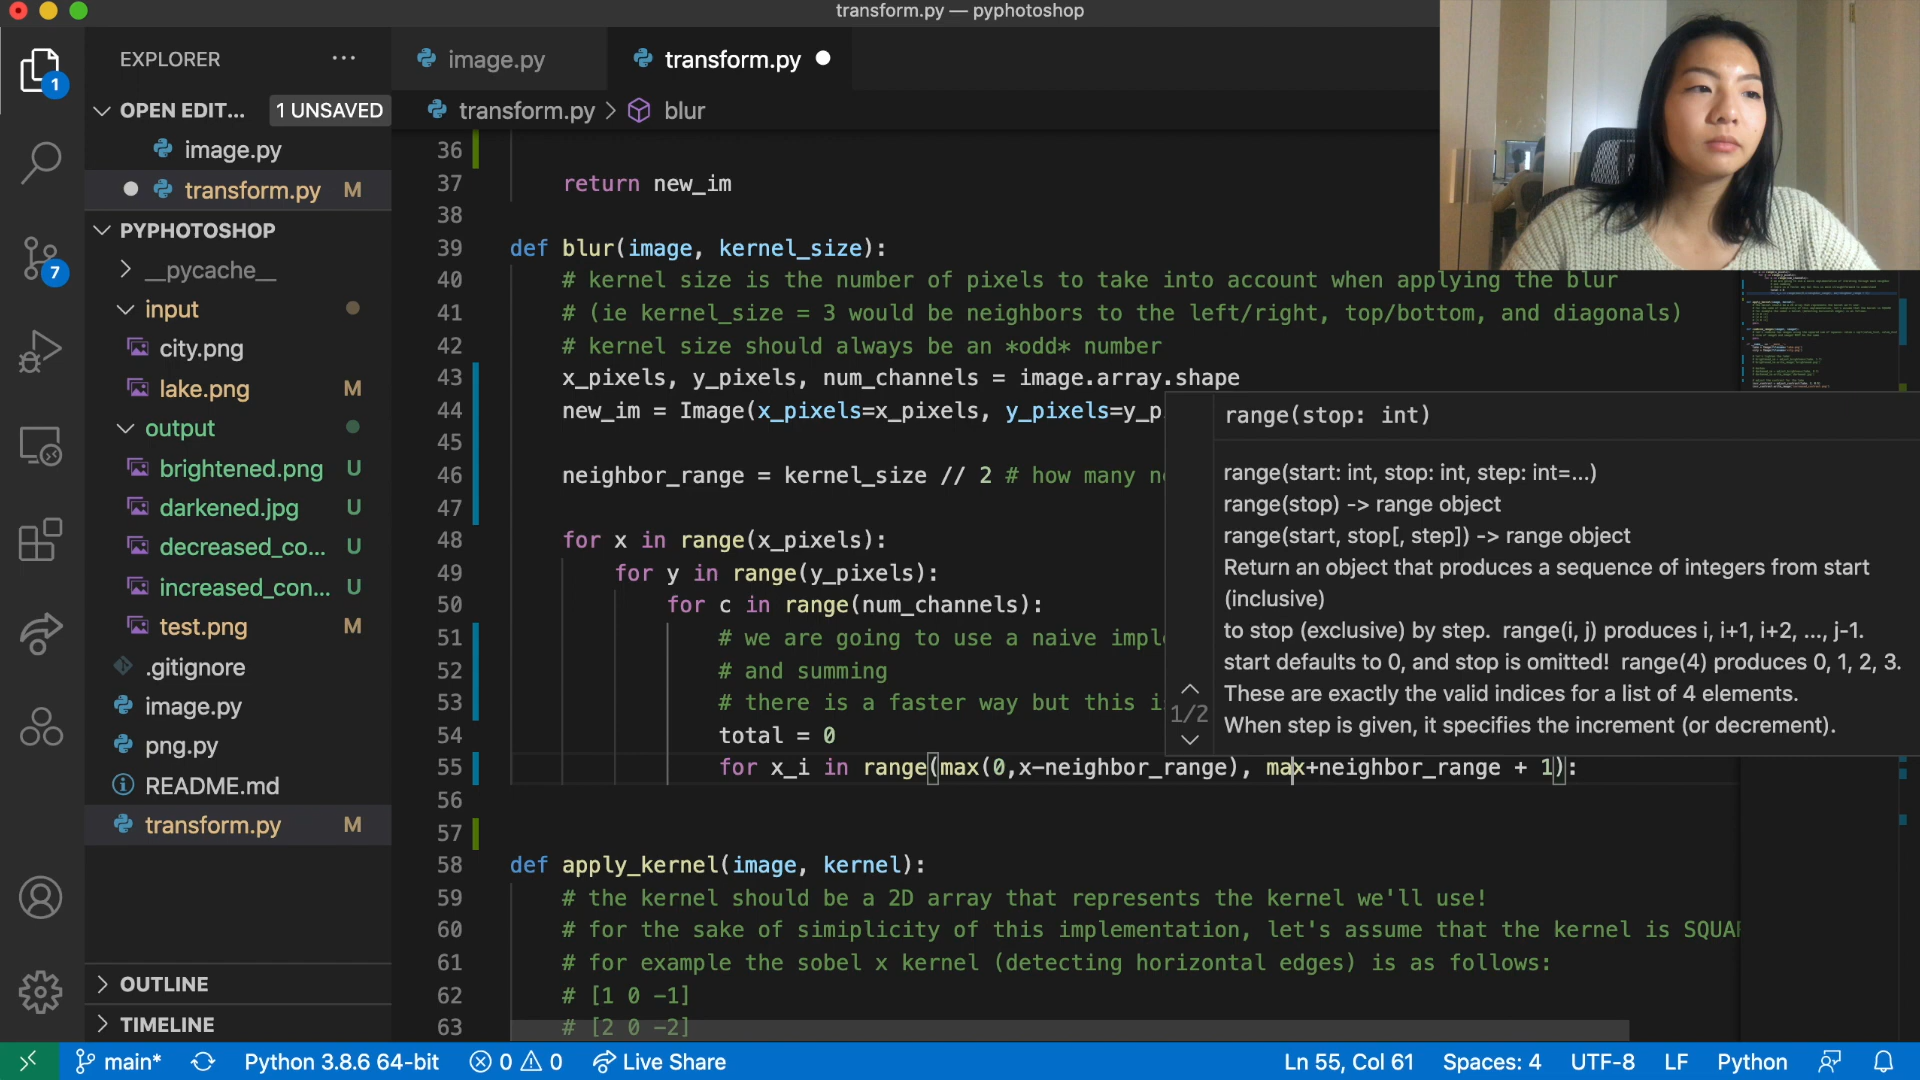 transform.py — pyphotoshop
EXPLORER
OPEN EDIT...
1 UNSAVED
image.py
transform.py M
PYPHOTOSHOP
__pycache__
input
city.png
lake.png M
output
brightened.png U
darkened.jpg U
decreased_co... U
increased_con... U
test.png M
.gitignore
image.py
png.py
README.md
transform.py M
OUTLINE
TIMELINE
1
7
image.py
transform.py
transform.py > blur
36
37 return new_im
38
39 def blur(image, kernel_size):
40 # kernel size is the number of pixels to take into account when applying the blur
41 # (ie kernel_size = 3 would be neighbors to the left/right, top/bottom, and diagonals)
42 # kernel size should always be an *odd* number
43 x_pixels, y_pixels, num_channels = image.array.shape
44 new_im = Image(x_pixels=x_pixels, y_pixels=y_p
45
46 neighbor_range = kernel_size // 2 # how many n
47
48 for x in range(x_pixels):
49 for y in range(y_pixels):
50 for c in range(num_channels):
51 # we are going to use a naive impl
52 # and summing
53 # there is a faster way but this i
54 total = 0
55 for x_i in range(max(0,x-neighbor_range), max+neighbor_range + 1):
56
57
58 def apply_kernel(image, kernel):
59 # the kernel should be a 2D array that represents the kernel we'll use!
60 # for the sake of simiplicity of this implementation, let's assume that the kernel is SQUAR
61 # for example the sobel x kernel (detecting horizontal edges) is as follows:
62 # [1 0 -1]
63 # [2 0 -2]
range(stop: int)
range(start: int, stop: int, step: int=...)
range(stop) -> range object
range(start, stop[, step]) -> range object
Return an object that produces a sequence of integers from start
(inclusive)
to stop (exclusive) by step. range(i, j) produces i, i+1, i+2, ..., j-1.
start defaults to 0, and stop is omitted! range(4) produces 0, 1, 2, 3.
These are exactly the valid indices for a list of 4 elements.
When step is given, it specifies the increment (or decrement).
1/2
main*
Python 3.8.6 64-bit
0 0
Live Share
Ln 55, Col 61
Spaces: 4
UTF-8
LF
Python